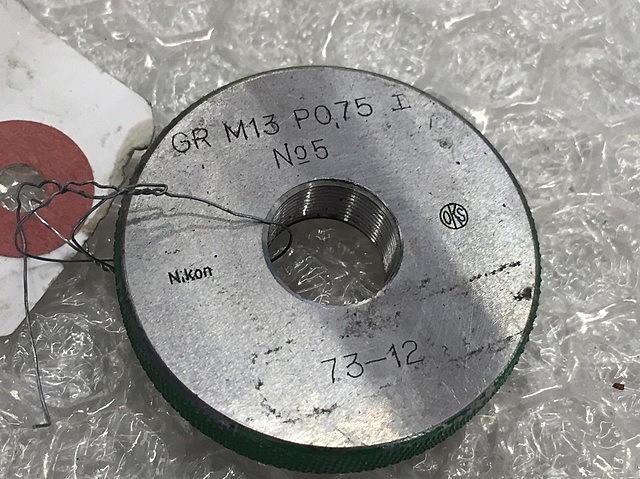 GR M13 P0,75 I
№5
OKS
Nikon
73-12